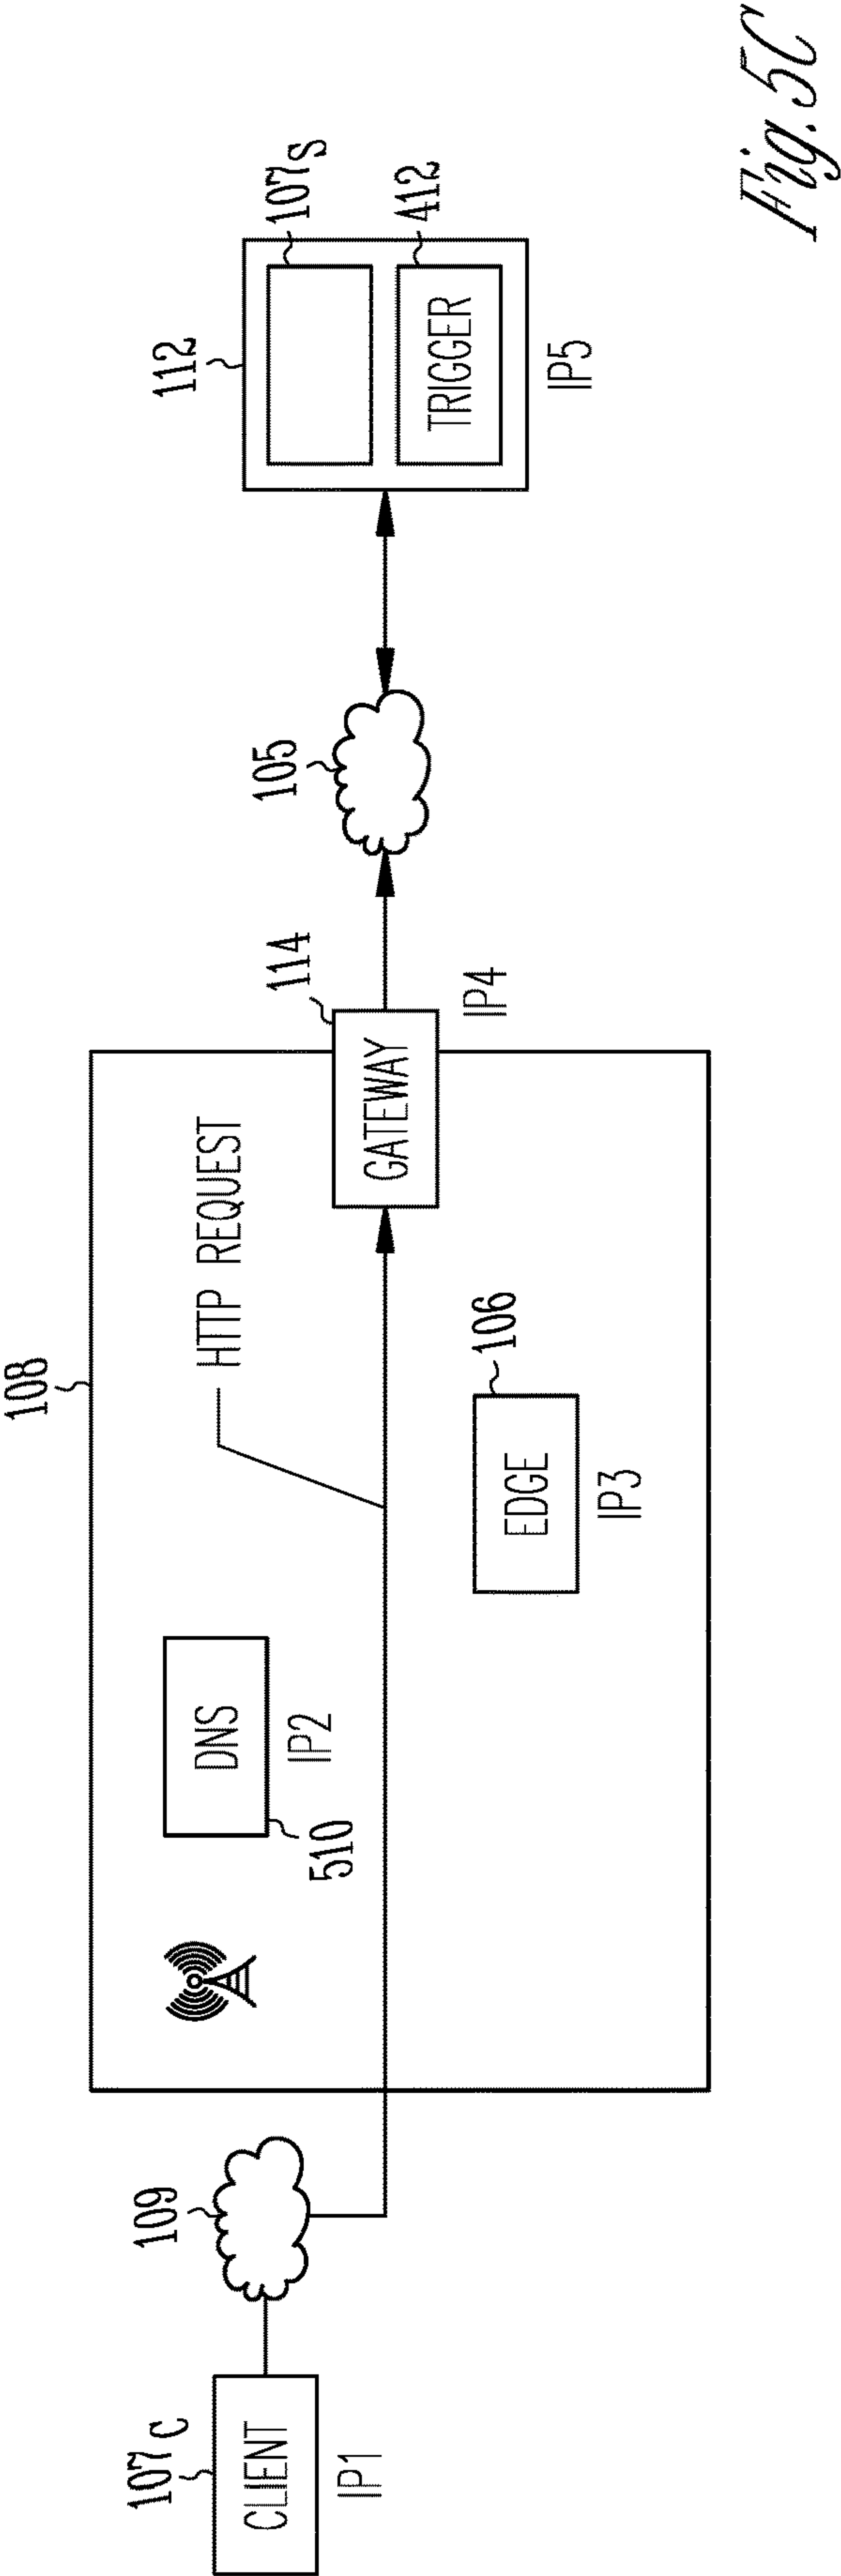 107C
CLIENT
IP1
109
108
DNS
IP2
510
HTTP REQUEST
EDGE
IP3
106
GATEWAY
114
IP4
105
112
107S
TRIGGER
412
IP5
Fig. 5C